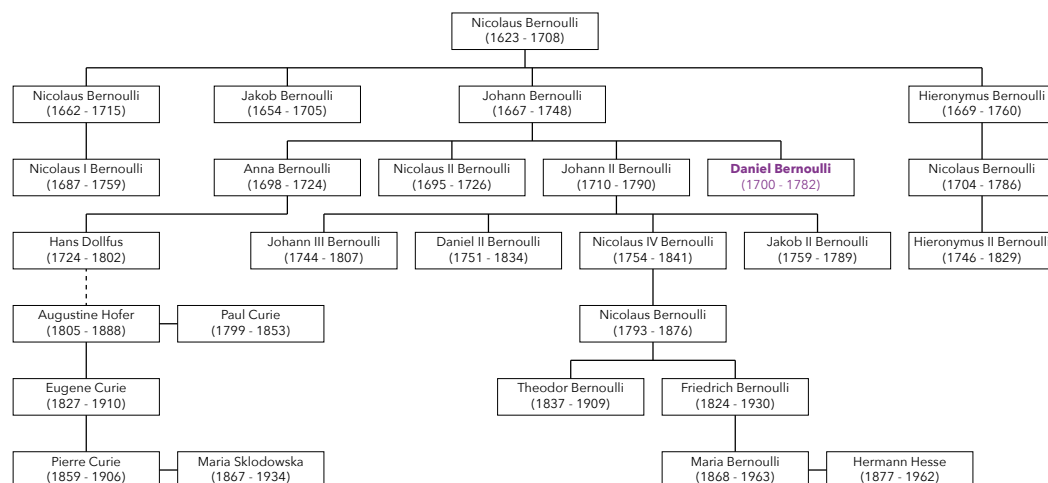 Nicolaus Bernoulli
(1623 - 1708)
Nicolaus Bernoulli
(1662 - 1715)
Jakob Bernoulli
(1654 - 1705)
Johann Bernoulli
(1667 - 1748)
Hieronymus Bernoulli
(1669 - 1760)
Nicolaus I Bernoulli
(1687 - 1759)
Anna Bernoulli
(1698 - 1724)
Nicolaus II Bernoulli
(1695 - 1726)
Johann II Bernoulli
(1710 - 1790)
Daniel Bernoulli
(1700 - 1782)
Nicolaus Bernoulli
(1704 - 1786)
Hans Dollfus
(1724 - 1802)
Johann III Bernoulli
(1744 - 1807)
Daniel II Bernoulli
(1751 - 1834)
Nicolaus IV Bernoulli
(1754 - 1841)
Jakob II Bernoulli
(1759 - 1789)
Hieronymus II Bernoulli
(1746 - 1829)
Augustine Hofer
(1805 - 1888)
Paul Curie
(1799 - 1853)
Nicolaus Bernoulli
(1793 - 1876)
Eugene Curie
(1827 - 1910)
Theodor Bernoulli
(1837 - 1909)
Friedrich Bernoulli
(1824 - 1930)
Pierre Curie
(1859 - 1906)
Maria Sklodowska
(1867 - 1934)
Maria Bernoulli
(1868 - 1963)
Hermann Hesse
(1877 - 1962)